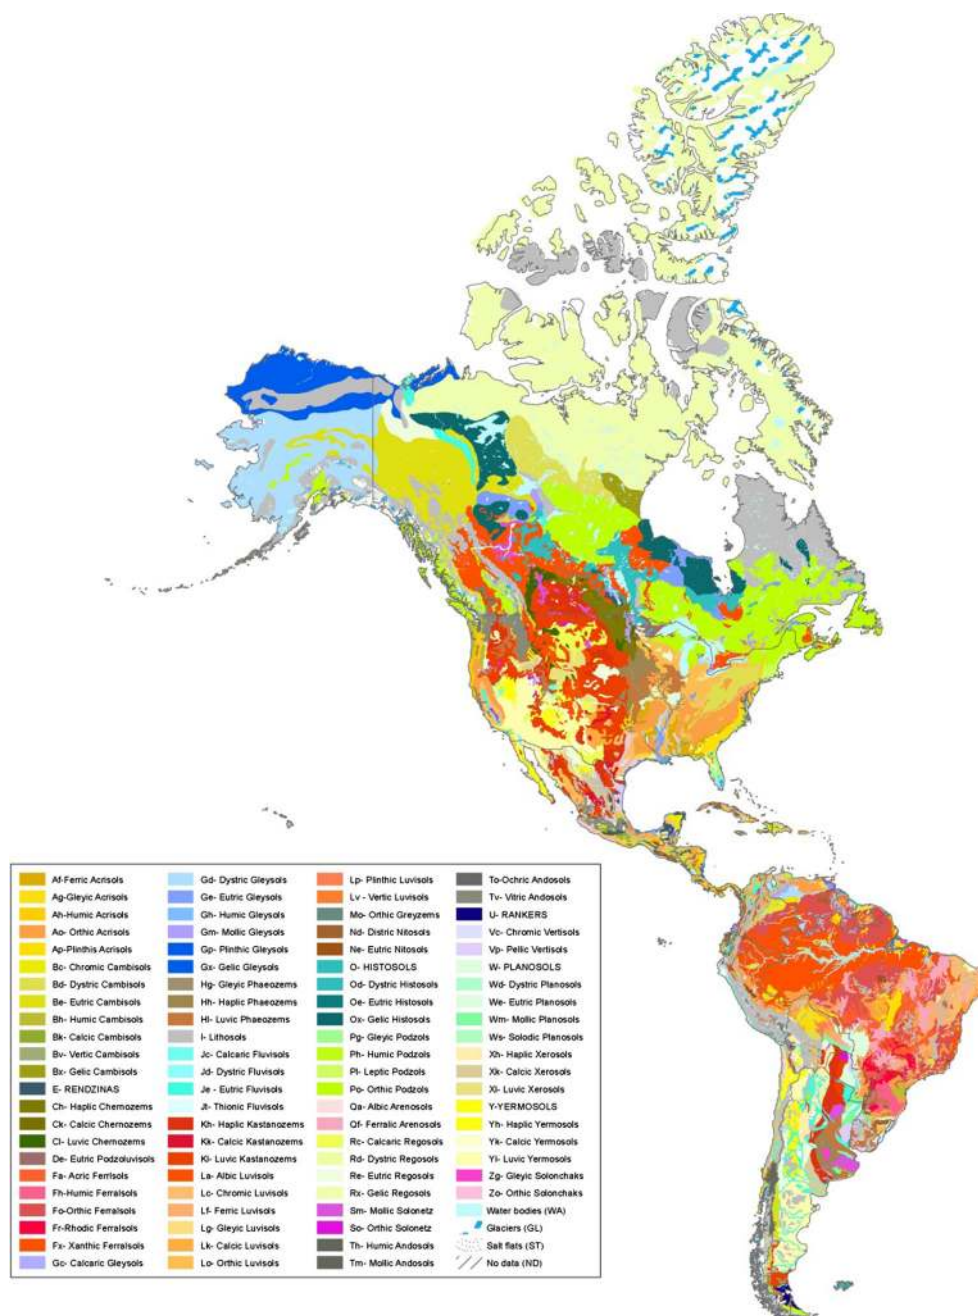 Af-Ferric Acrisols
Ag-Gleyic Acrisols
Ah-Humic Acrisols
Ao- Orthic Acrisols
Ap-Plinthis Acrisols
Bc- Chromic Cambisols
Bd- Dystric Cambisols
Be- Eutric Cambisols
Bh- Humic Cambisols
Bk- Calcic Cambisols
Bv- Vertic Cambisols
Bx- Gelic Cambisols
E- RENDZINAS
Ch- Haplic Chernozems
Ck- Calcic Chernozems
Cl- Luvic Chernozems
De- Eutric Podzoluvisols
Fa- Acric Ferrlsols
Fh-Humic Ferralsols
Fo-Orthic Ferralsols
Fr-Rhodic Ferralsols
Fx- Xanthic Ferralsols
Gc- Calcaric Gleysols
Gd- Dystric Gleysols
Ge- Eutric Gleysols
Gh- Humic Gleysols
Gm- Mollic Gleysols
Gp- Plinthic Gleysols
Gx- Gelic Gleysols
Hg- Gleyic Phaeozems
Hh- Haplic Phaeozems
Hl- Luvic Phaeozems
I- Lithosols
Jc- Calcaric Fluvisols
Jd- Dystric Fluvisols
Je - Eutric Fluvisols
Jt- Thionic Fluvisols
Kh- Haplic Kastanozems
Kk- Calcic Kastanozems
Kl- Luvic Kastanozems
La- Albic Luvisols
Lc- Chromic Luvisols
Lf- Ferric Luvisols
Lg- Gleyic Luvisols
Lk- Calcic Luvisols
Lo- Orthic Luvisols
Lp- Plinthic Luvisols
Lv - Vertic Luvisols
Mo- Orthic Greyzems
Nd- Distric Nitosols
Ne- Eutric Nitosols
O- HISTOSOLS
Od- Dystric Histosols
Oe- Eutric Histosols
Ox- Gelic Histosols
Pg- Gleyic Podzols
Ph- Humic Podzols
Pl- Leptic Podzols
Po- Orthic Podzols
Qa- Albic Arenosols
Qf- Ferralic Arenosols
Rc- Calcaric Regosols
Rd- Dystric Regosols
Re- Eutric Regosols
Rx- Gelic Regosols
Sm- Mollic Solonetz
So- Orthic Solonetz
Th- Humic Andosols
Tm- Mollic Andosols
To-Ochric Andosols
Tv- Vitric Andosols
U- RANKERS
Vc- Chromic Vertisols
Vp- Pellic Vertisols
W- PLANOSOLS
Wd- Dystric Planosols
We- Eutric Planosols
Wm- Mollic Planosols
Ws- Solodic Planosols
Xh- Haplic Xerosols
Xk- Calcic Xerosols
Xl- Luvic Xerosols
Y-YERMOSOLS
Yh- Haplic Yermosols
Yk- Calcic Yermosols
Yl- Luvic Yermosols
Zg- Gleyic Solonchaks
Zo- Orthic Solonchaks
Water bodies (WA)
Glaciers (GL)
Salt flats (ST)
No data (ND)